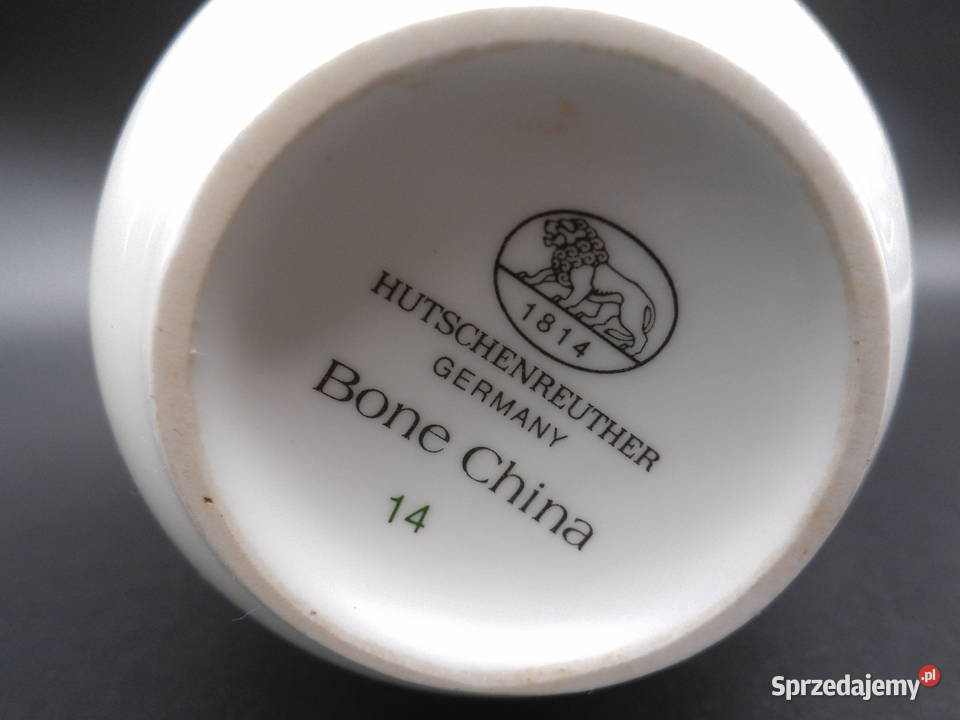 1814
HUTSCHENREUTHER
GERMANY
Bone China
14
Sprzedajemy.pl